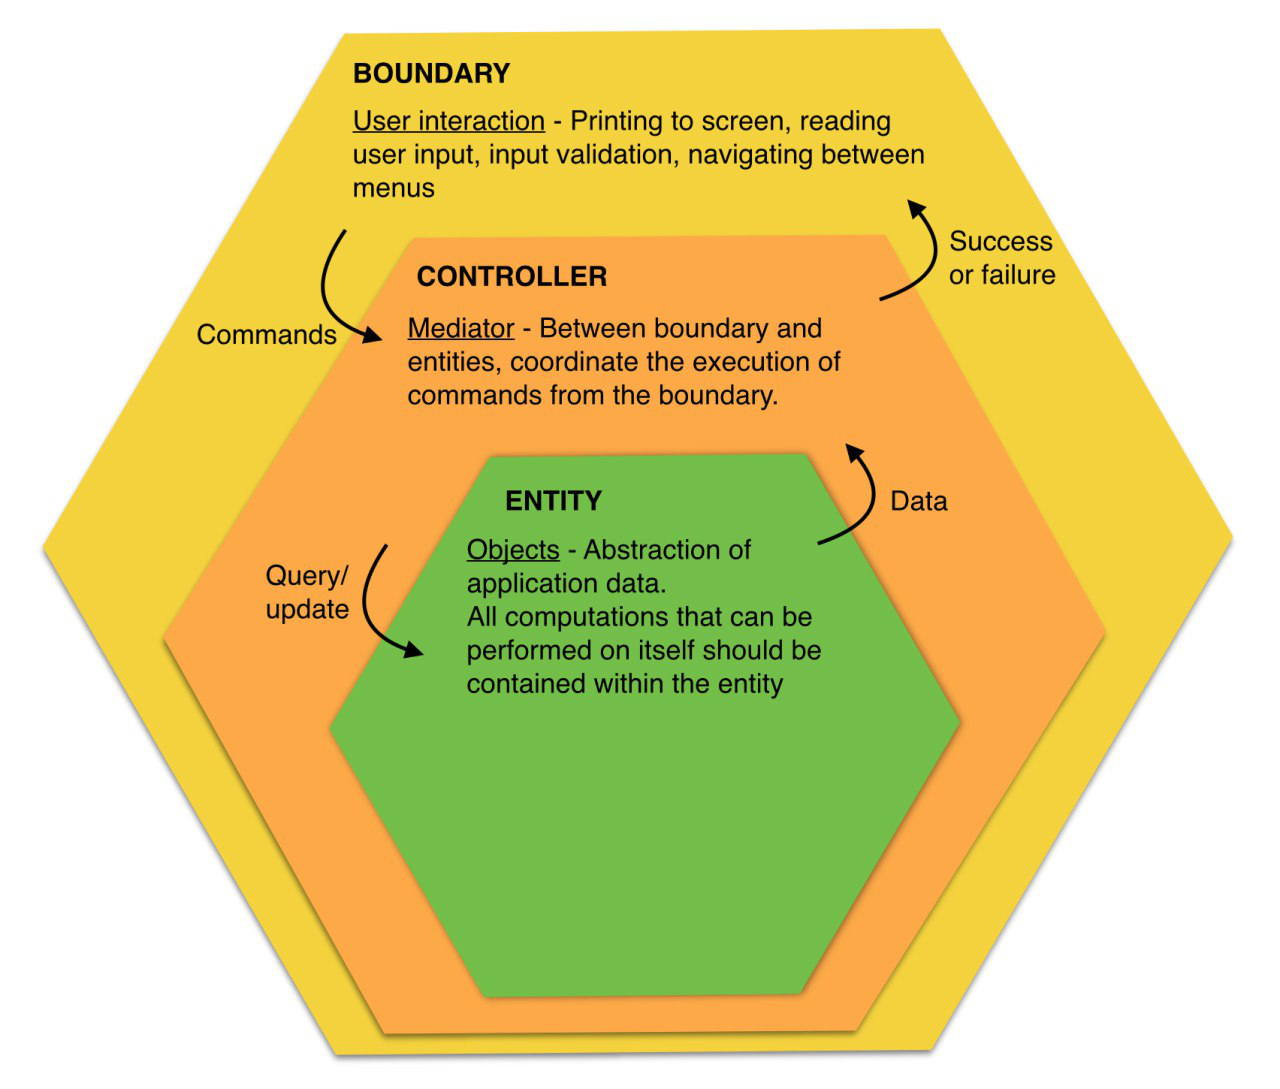 BOUNDARY
User interaction - Printing to screen, reading
user input, input validation, navigating between
menus
Success
or failure
CONTROLLER
Commands
Mediator - Between boundary and
entities, coordinate the execution of
commands from the boundary.
ENTITY
Data
Objects - Abstraction of
application data.
All computations that can be
performed on itself should be
contained within the entity
Query/
update